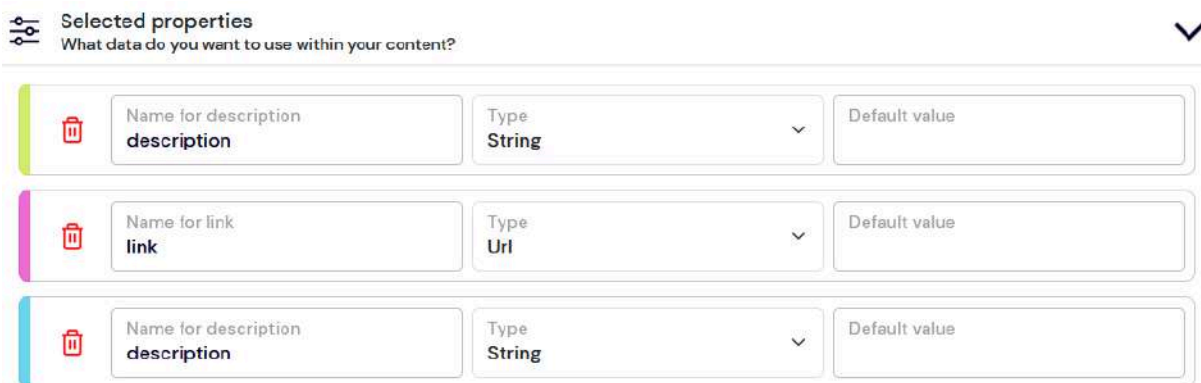 Selected properties
What data do you want to use within your content?
Name for description Type Default value
description String
Name for link Type Default value
link Url
Name for description Type Default value
description String